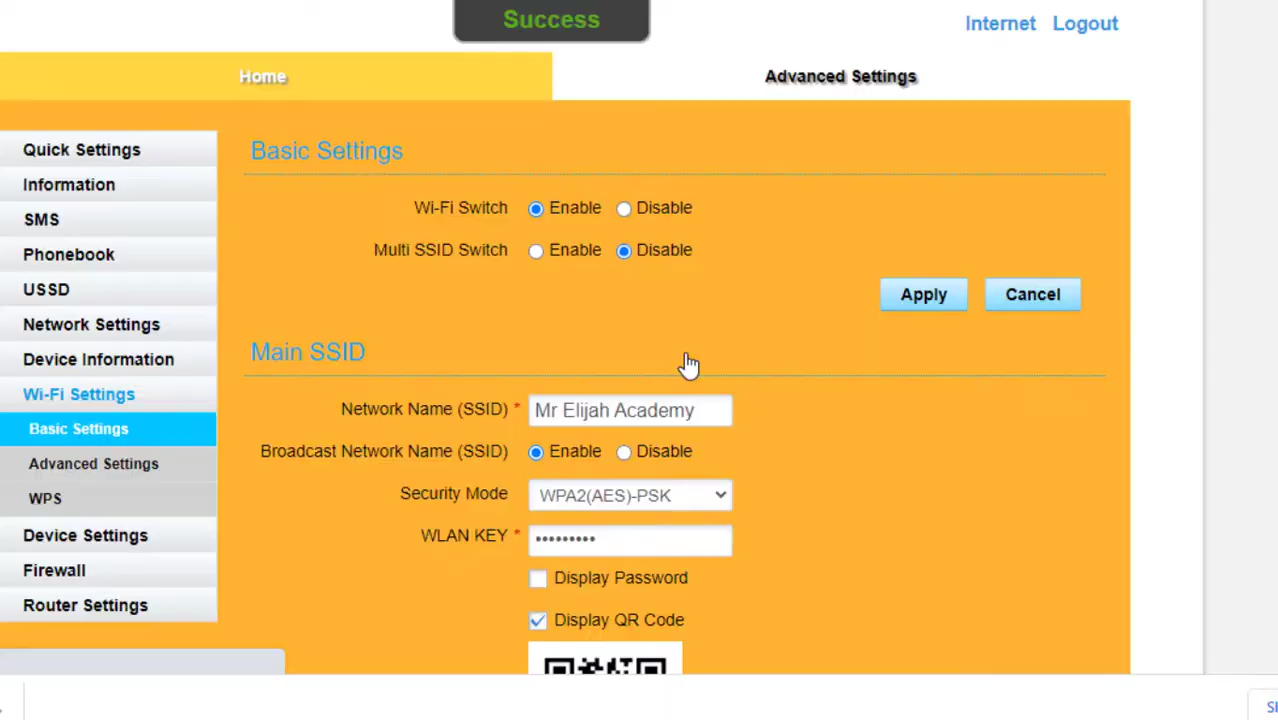 Success
Internet Logout
Home Advanced Settings
Quick Settings
Information
SMS
Phonebook
USSD
Network Settings
Device Information
Wi-Fi Settings
Basic Settings
Advanced Settings
WPS
Device Settings
Firewall
Router Settings
Basic Settings
Wi-Fi Switch Enable Disable
Multi SSID Switch Enable Disable
Apply Cancel
Main SSID
Network Name (SSID) * Mr Elijah Academy
Broadcast Network Name (SSID) Enable Disable
Security Mode WPA2(AES)-PSK
WLAN KEY * •••••••••
Display Password
Display QR Code